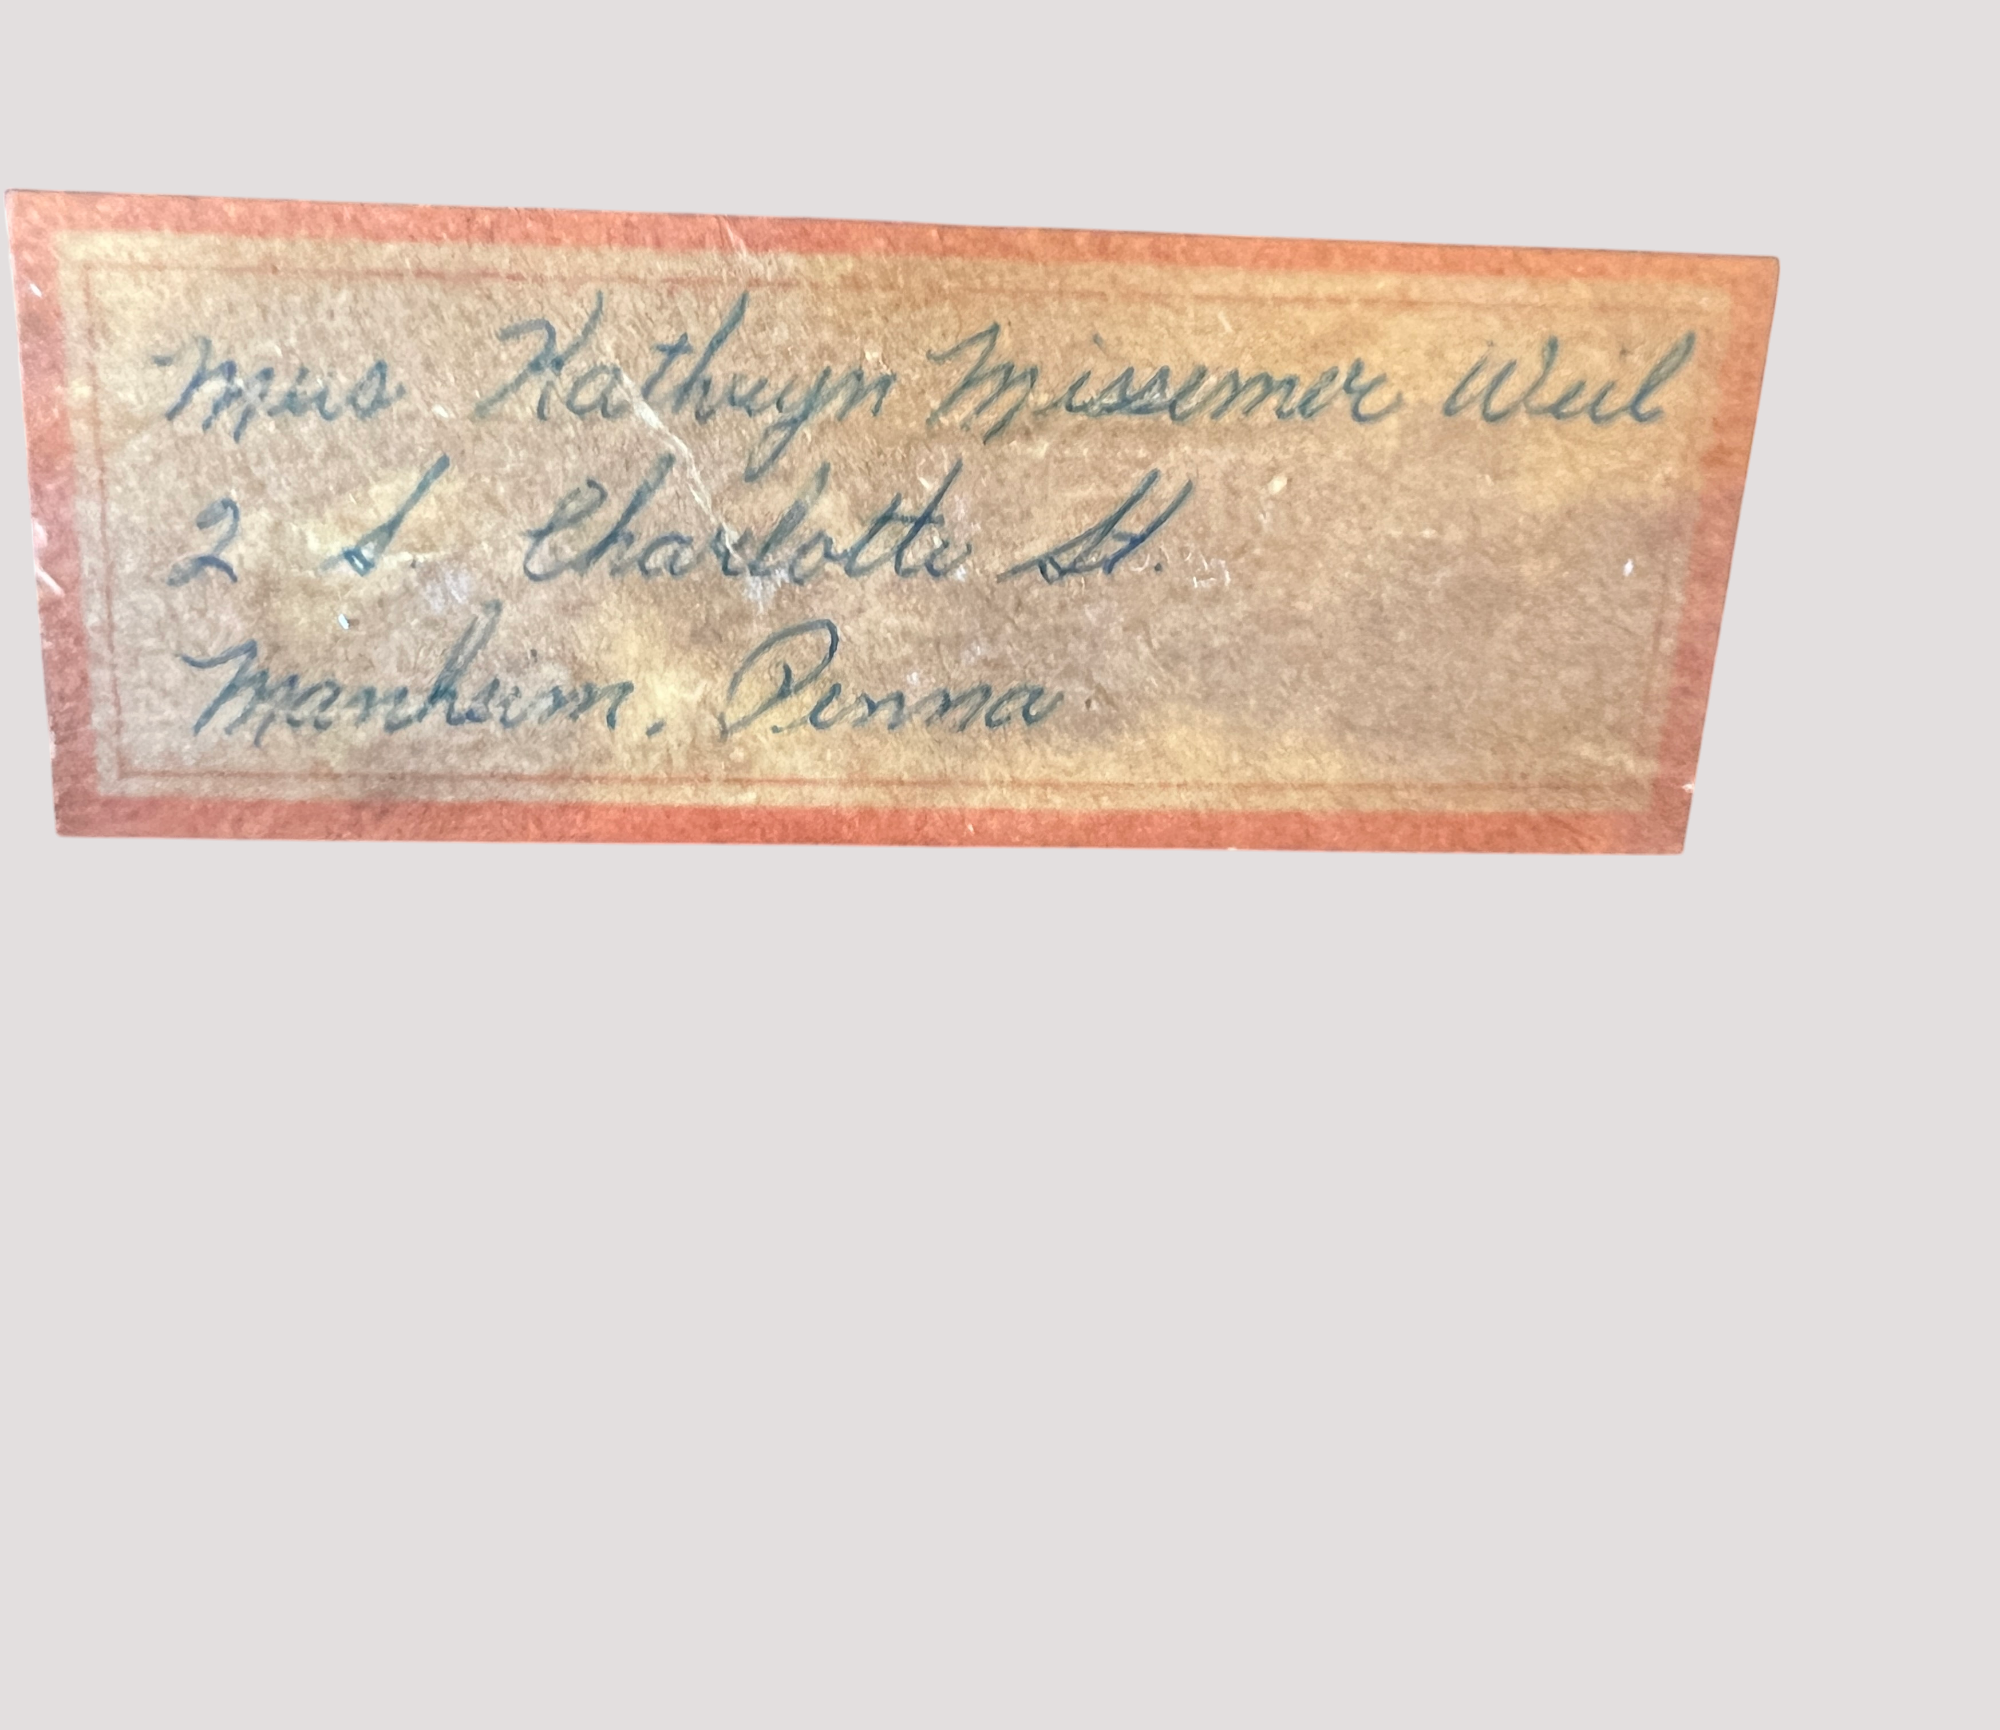 Mrs Kathryn Missemer Weil
2 S. Charlotte St.
Manheim, Penna